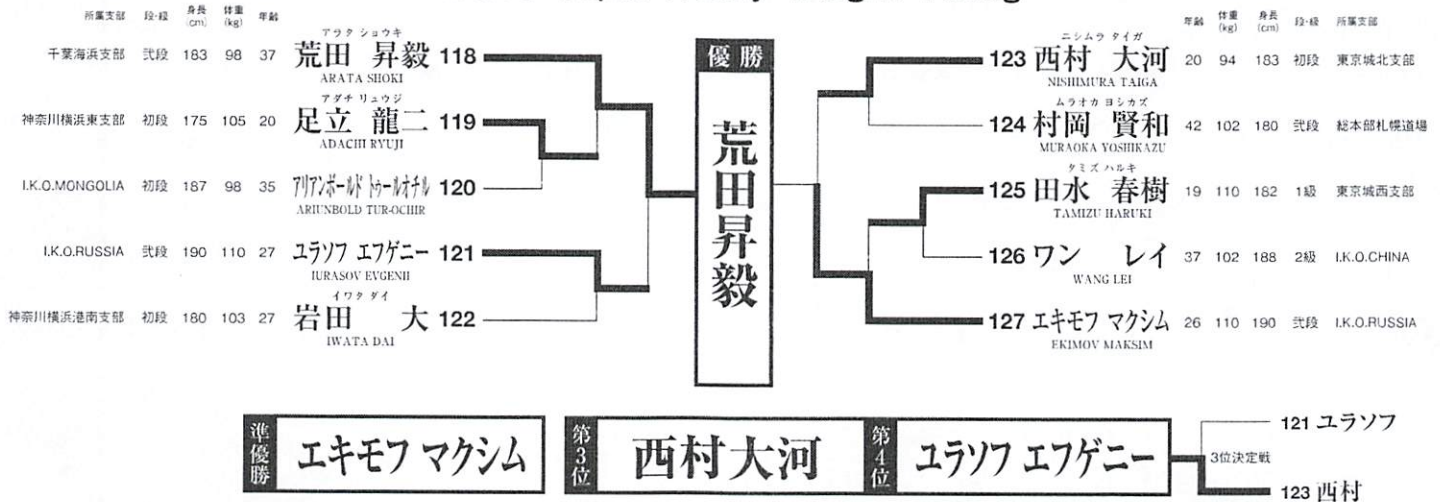 所属支部 段・級 身長(cm) 体重(kg) 年齢
アラタ ショウキ
千葉海浜支部 弐段 183 98 37 荒田 昇毅 118
ARATA SHOKI
アダチ リュウジ
神奈川横浜東支部 初段 175 105 20 足立 龍二 119
ADACHI RYUJI
I.K.O.MONGOLIA 初段 187 98 35 アリアンボールド トゥールオチル 120
ARIUNBOLD TUR-OCHIR
I.K.O.RUSSIA 弐段 190 110 27 ユラソフ エフゲニー 121
IURASOV EVGENII
イワタ ダイ
神奈川横浜港南支部 初段 180 103 27 岩田 大 122
IWATA DAI
優勝
荒田昇毅
年齢 体重(kg) 身長(cm) 段・級 所属支部
ニシムラ タイガ
123 西村 大河 20 94 183 初段 東京城北支部
NISHIMURA TAIGA
ムラオカ ヨシカズ
124 村岡 賢和 42 102 180 弐段 総本部札幌道場
MURAOKA YOSHIKAZU
タミズ ハルキ
125 田水 春樹 19 110 182 1級 東京城西支部
TAMIZU HARUKI
126 ワン レイ 37 102 188 2級 I.K.O.CHINA
WANG LEI
127 エキモフ マクシム 26 110 190 弐段 I.K.O.RUSSIA
EKIMOV MAKSIM
準優勝 エキモフ マクシム
第3位 西村大河
第4位 ユラソフ エフゲニー
121 ユラソフ
3位決定戦
123 西村